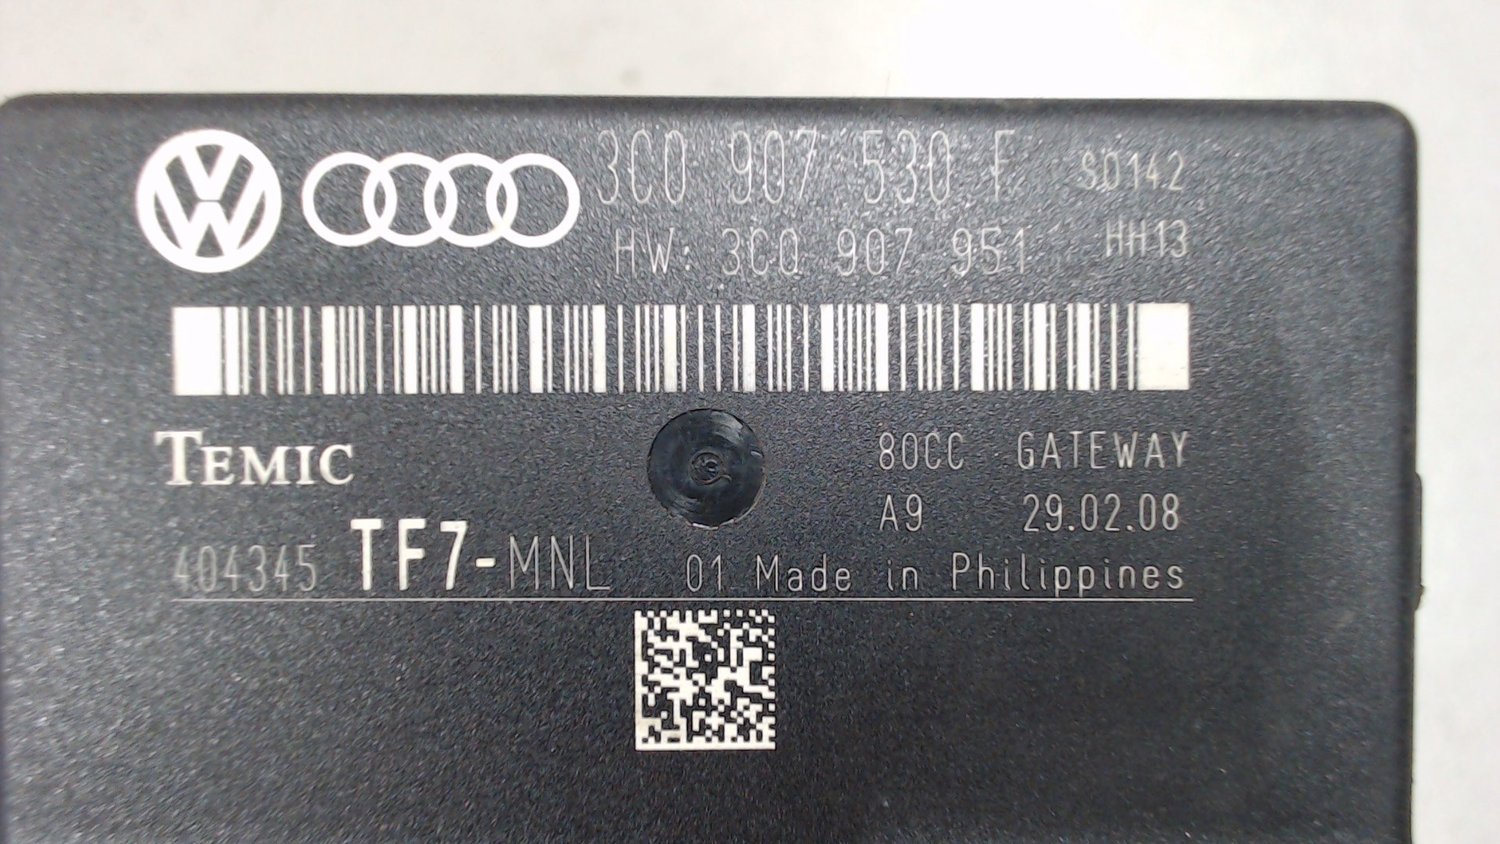 3C0 907 530 F SD142
HW: 3C0 907 951 HH13
TEMIC
80CC GATEWAY
A9 29.02.08
404345 TF7-MNL 01 Made in Philippines